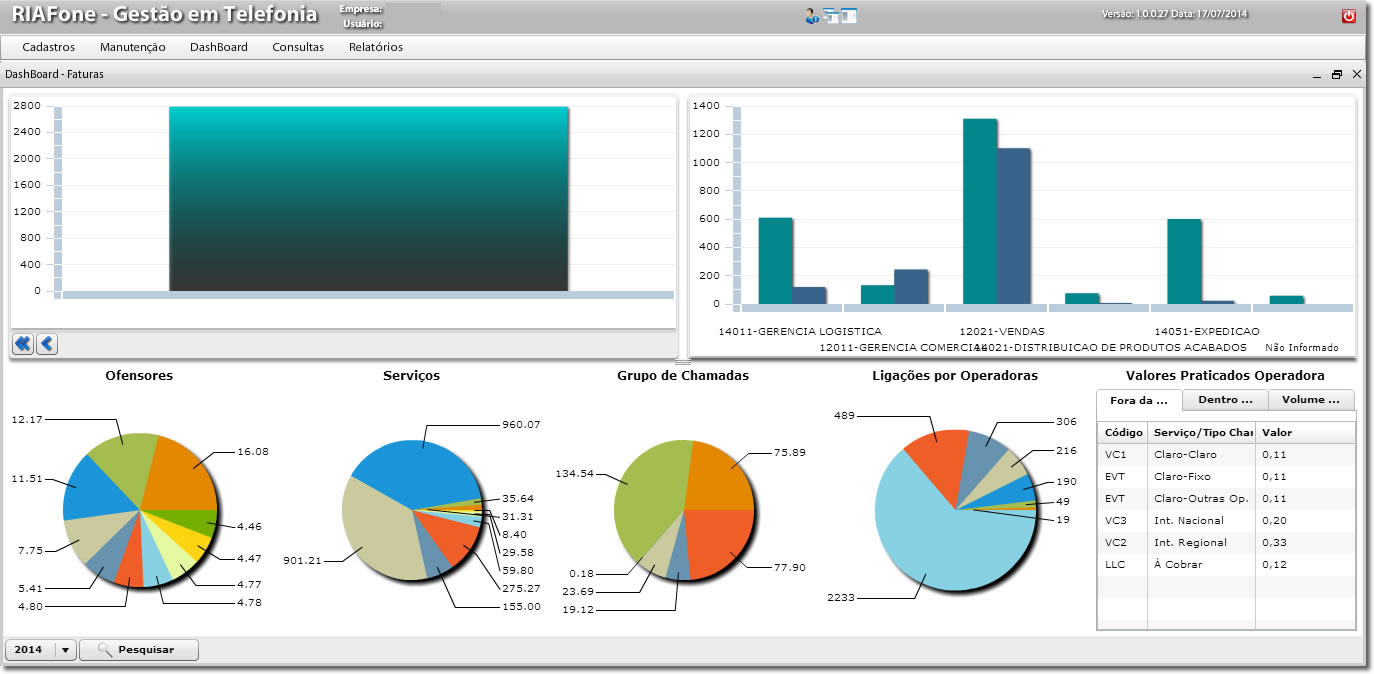 RIAFone - Gestão em Telefonia
Empresa:
Usuário:
Versão: 1.0.0.27 Data: 17/07/2014
Cadastros Manutenção DashBoard Consultas Relatórios
DashBoard - Faturas
2800
2400
2000
1600
1200
800
400
0
1400
1200
1000
800
600
400
200
0
14011-GERENCIA LOGISTICA 12021-VENDAS 14051-EXPEDICAO
12011-GERENCIA COMERCIAL 14021-DISTRIBUICAO DE PRODUTOS ACABADOS Não Informado
Ofensores
12.17
16.08
11.51
4.46
7.75
4.47
5.41
4.77
4.80
4.78
Serviços
960.07
35.64
31.31
8.40
29.58
901.21
59.80
275.27
155.00
Grupo de Chamadas
75.89
134.54
77.90
0.18
23.69
19.12
Ligações por Operadoras
489
306
216
190
49
19
2233
Valores Praticados Operadora
Fora da ... Dentro ... Volume ...
Código Serviço/Tipo Cha Valor
VC1 Claro-Claro 0,11
EVT Claro-Fixo 0,11
EVT Claro-Outras Op. 0,11
VC3 Int. Nacional 0,20
VC2 Int. Regional 0,33
LLC À Cobrar 0,12
2014 Pesquisar